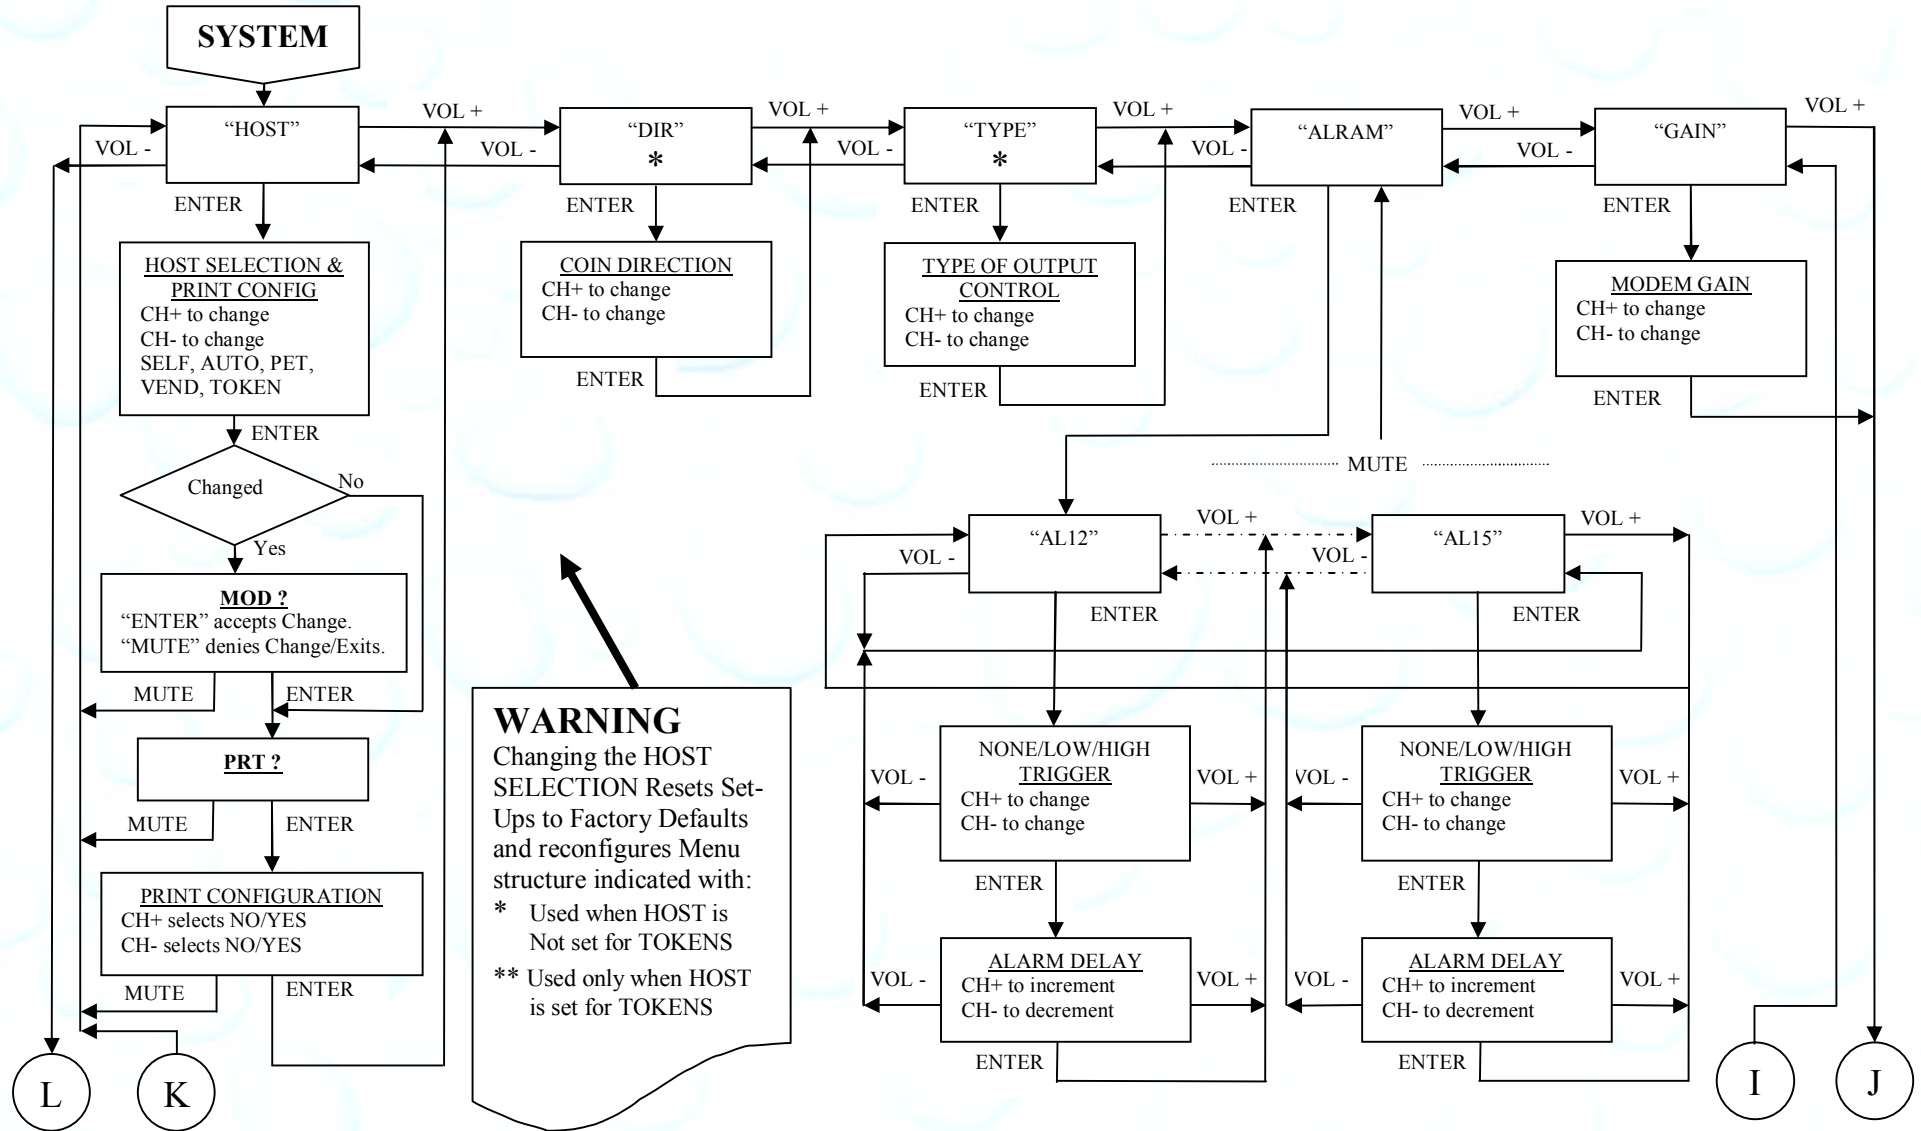 SYSTEM
“HOST”
VOL +
VOL -
“DIR”
*
VOL +
VOL -
“TYPE”
*
VOL +
VOL -
“ALRAM”
VOL +
VOL -
“GAIN”
VOL +
VOL -
ENTER
ENTER
ENTER
ENTER
ENTER
HOST SELECTION &
PRINT CONFIG
CH+ to change
CH- to change
SELF, AUTO, PET,
VEND, TOKEN
ENTER
COIN DIRECTION
CH+ to change
CH- to change
ENTER
TYPE OF OUTPUT
CONTROL
CH+ to change
CH- to change
ENTER
MODEM GAIN
CH+ to change
CH- to change
ENTER
Changed
No
Yes
MOD ?
“ENTER” accepts Change.
“MUTE” denies Change/Exits.
MUTE
ENTER
PRT ?
MUTE
ENTER
PRINT CONFIGURATION
CH+ selects NO/YES
CH- selects NO/YES
MUTE
ENTER
L
K
WARNING
Changing the HOST
SELECTION Resets Set-
Ups to Factory Defaults
and reconfigures Menu
structure indicated with:
* Used when HOST is
Not set for TOKENS
** Used only when HOST
is set for TOKENS
MUTE
“AL12”
VOL +
VOL -
“AL15”
VOL +
VOL -
ENTER
ENTER
NONE/LOW/HIGH
TRIGGER
CH+ to change
CH- to change
VOL -
VOL +
ENTER
ALARM DELAY
CH+ to increment
CH- to decrement
VOL -
VOL +
ENTER
NONE/LOW/HIGH
TRIGGER
CH+ to change
CH- to change
VOL -
VOL +
ENTER
ALARM DELAY
CH+ to increment
CH- to decrement
VOL -
VOL +
ENTER
I
J